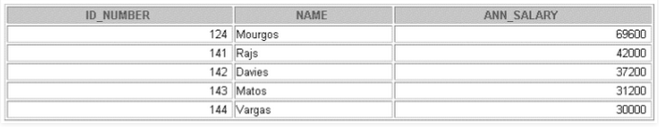 ID_NUMBER NAME ANN_SALARY
124 Mourgos 69600
141 Rajs 42000
142 Davies 37200
143 Matos 31200
144 Vargas 30000